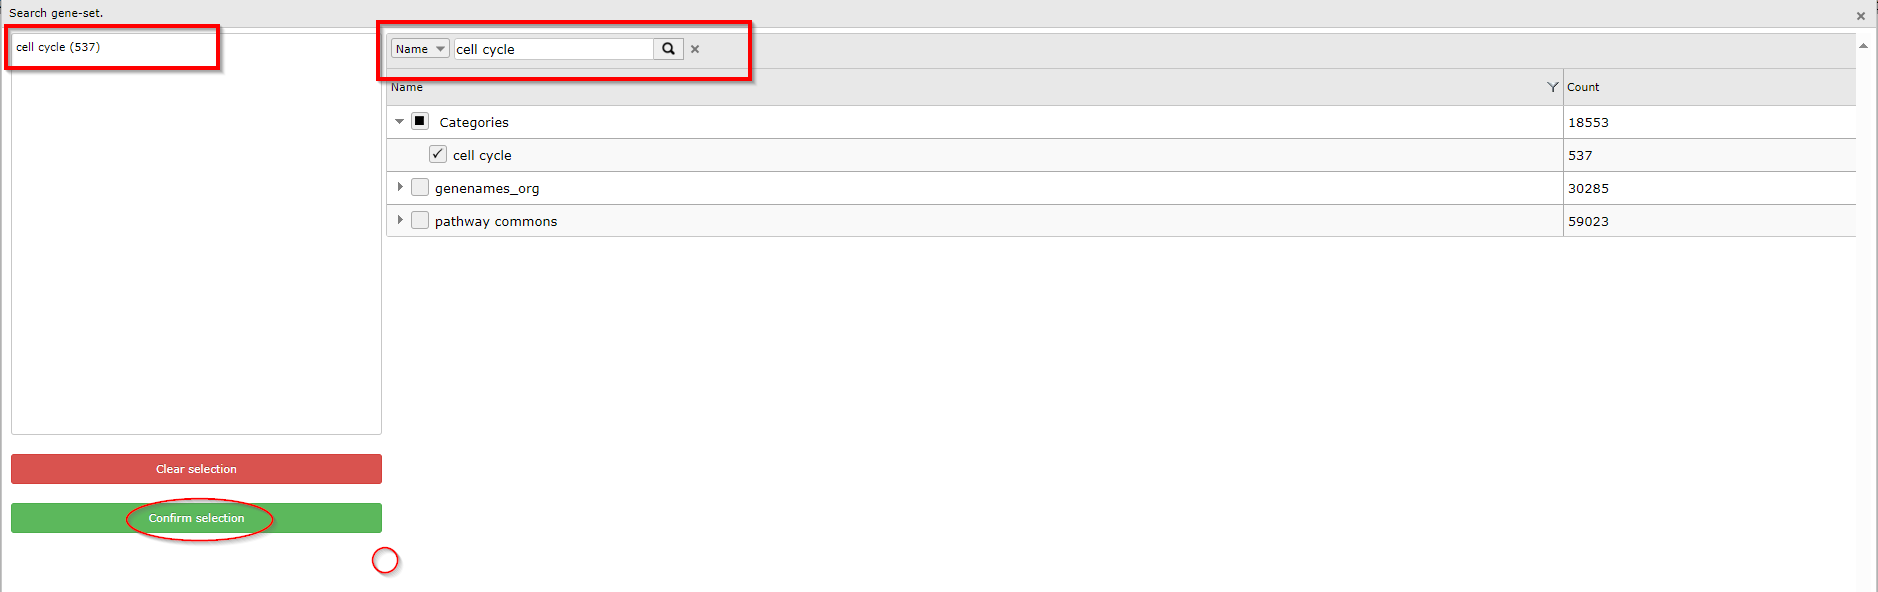 Search gene-set.
cell cycle (537)
Name cell cycle
Name Count
Categories 18553
cell cycle 537
genenames_org 30285
pathway commons 59023
Clear selection
Confirm selection